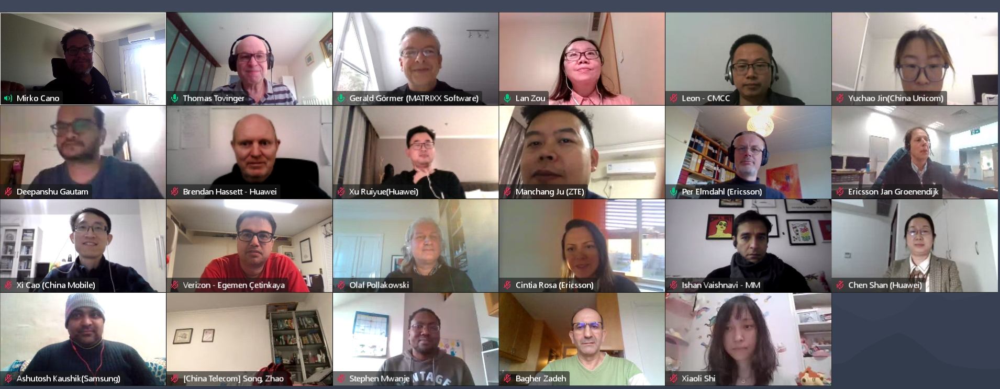 Mirko Cano
Thomas Tovinger
Gerald Görmer (MATRIXX Software)
Lan Zou
Leon - CMCC
Yuchao Jin(China Unicom)
Deepanshu Gautam
Brendan Hassett - Huawei
Xu Ruiyue(Huawei)
Manchang Ju (ZTE)
Per Elmdahl (Ericsson)
Ericsson Jan Groenendijk
Xi Cao (China Mobile)
Verizon - Egemen Çetinkaya
Olaf Pollakowski
Cintia Rosa (Ericsson)
Ishan Vaishnavi - MM
Chen Shan (Huawei)
Ashutosh Kaushik(Samsung)
[China Telecom] Song, Zhao
Stephen Mwanje
Bagher Zadeh
Xiaoli Shi